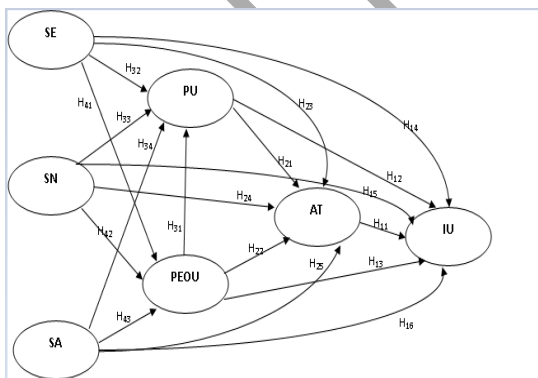 SE
H32
PU
H41
H23
H33
H14
H34
H21
H12
SN
H15
H24
AT
H11
IU
H31
H42
H22
PEOU
H25
H13
H43
SA
H16